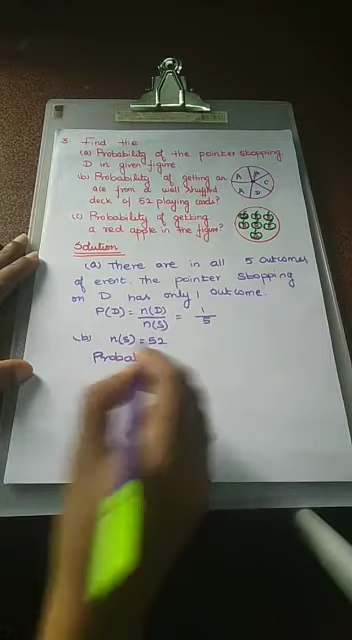 3. Find the
(a) Probability of the pointer stopping
D in given figure
(b) Probability of getting an
ace from a well shuffled
deck of 52 playing cards?
(c) Probability of getting
a red apple in the figure?
A B C D A
Solution
(a) There are in all 5 outcomes
of event. The pointer stopping
on D has only 1 outcome.
P(D) = n(D)/n(S) = 1/5
(b) n(S) = 52
Probab